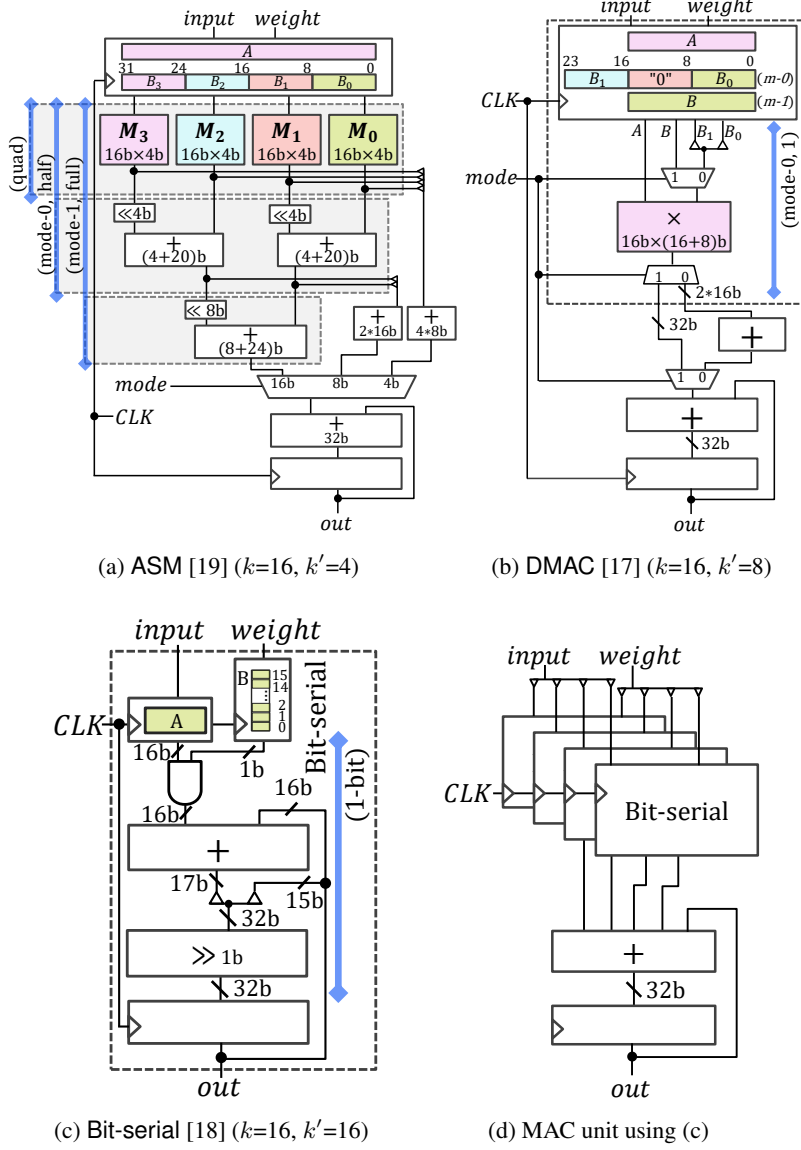 input weight
A
31 24 16 8 0
B3 B2 B1 B0
(quad)
(mode-0, half)
(mode-1, full)
M3 M2 M1 M0
16b×4b 16b×4b 16b×4b 16b×4b
≪4b ≪4b
+ +
(4+20)b (4+20)b
≪ 8b
+ + +
(8+24)b 2*16b 4*8b
mode 16b 8b 4b
CLK
+
32b
out
(a) ASM [19] (k=16, k′=4)
input weight
A
23 16 8 0
B1 "0" B0 (m-0)
B (m-1)
CLK
A B B1 B0
mode 1 0
(mode-0, 1)
×
16b×(16+8)b
1 0
2*16b
32b
+
1 0
+
32b
out
(b) DMAC [17] (k=16, k′=8)
input weight
B 15
14
2
1
0
A
CLK
Bit-serial
(1-bit)
16b 1b
16b 16b
+
17b 15b
32b
≫ 1b
32b
out
(c) Bit-serial [18] (k=16, k′=16)
input weight
CLK
Bit-serial
+
32b
out
(d) MAC unit using (c)